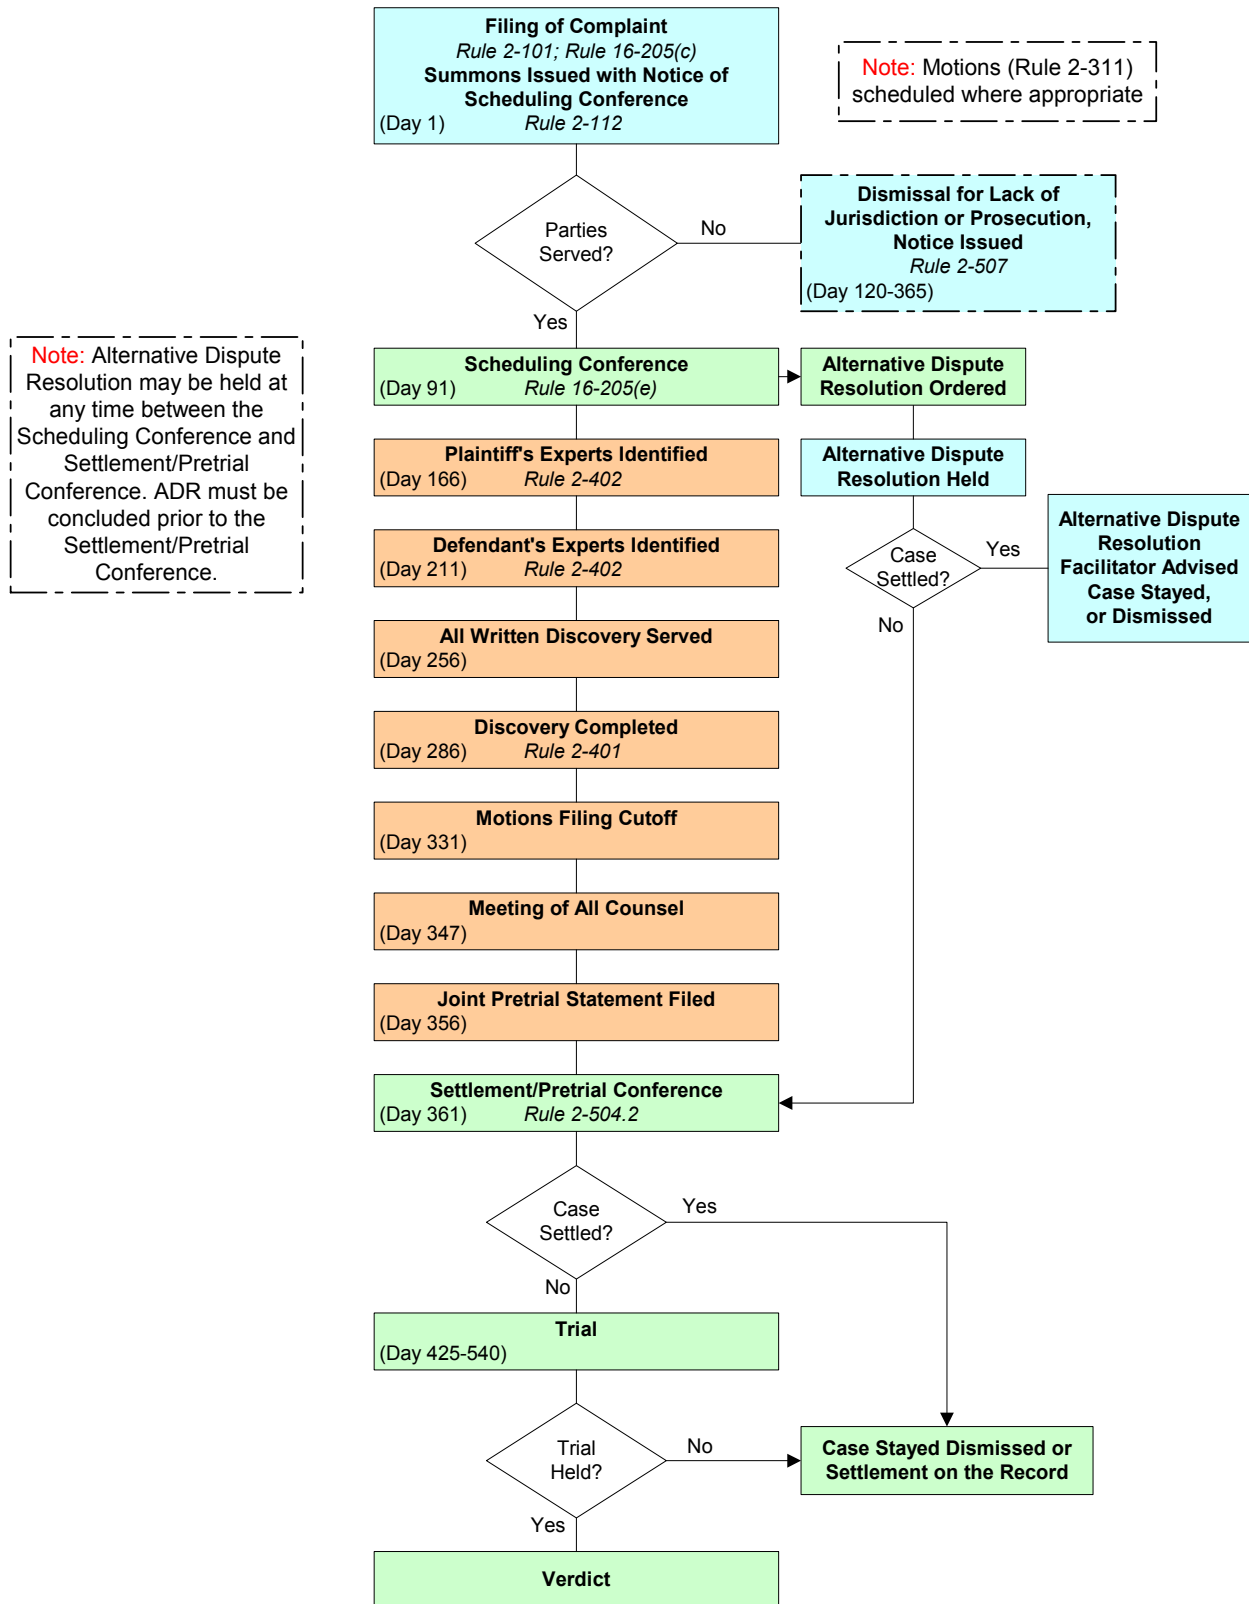 Filing of Complaint
Rule 2-101; Rule 16-205(c)
Summons Issued with Notice of
Scheduling Conference
(Day 1) Rule 2-112
Note: Motions (Rule 2-311)
scheduled where appropriate
Parties
Served?
No
Dismissal for Lack of
Jurisdiction or Prosecution,
Notice Issued
Rule 2-507
(Day 120-365)
Yes
Note: Alternative Dispute
Resolution may be held at
any time between the
Scheduling Conference and
Settlement/Pretrial
Conference. ADR must be
concluded prior to the
Settlement/Pretrial
Conference.
Scheduling Conference
(Day 91) Rule 16-205(e)
Alternative Dispute
Resolution Ordered
Plaintiff's Experts Identified
(Day 166) Rule 2-402
Alternative Dispute
Resolution Held
Defendant's Experts Identified
(Day 211) Rule 2-402
Case
Settled?
Yes
Alternative Dispute
Resolution
Facilitator Advised
Case Stayed,
or Dismissed
No
All Written Discovery Served
(Day 256)
Discovery Completed
(Day 286) Rule 2-401
Motions Filing Cutoff
(Day 331)
Meeting of All Counsel
(Day 347)
Joint Pretrial Statement Filed
(Day 356)
Settlement/Pretrial Conference
(Day 361) Rule 2-504.2
Case
Settled?
Yes
No
Trial
(Day 425-540)
Trial
Held?
No
Case Stayed Dismissed or
Settlement on the Record
Yes
Verdict